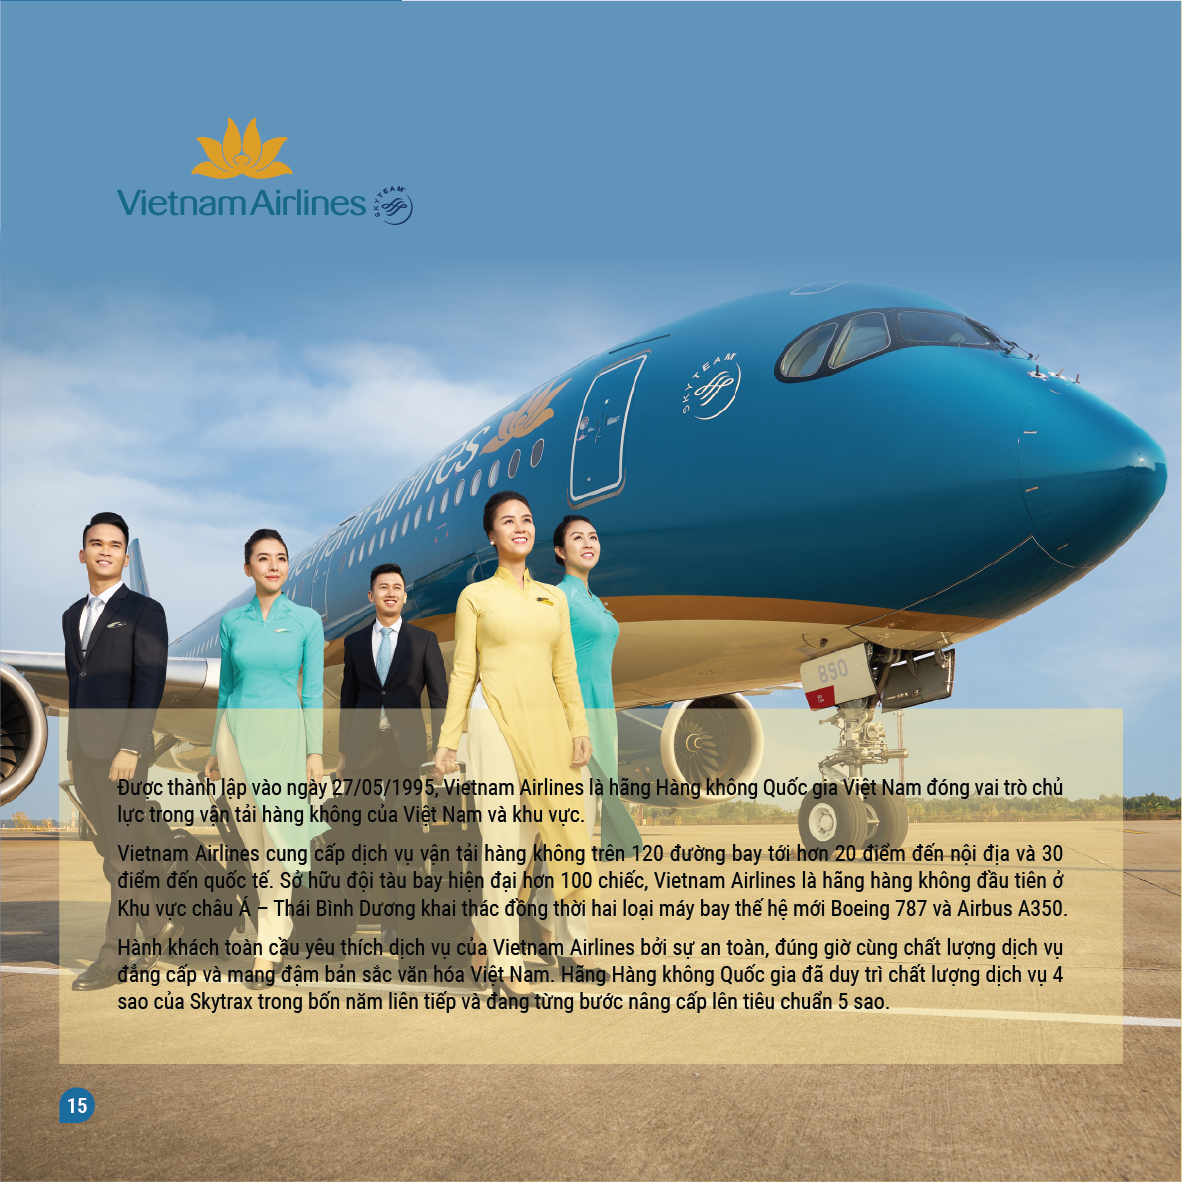 Vietnam Airlines
SKYTEAM
SKYTEAM
Vietnam Airlines
890
Được thành lập vào ngày 27/05/1995, Vietnam Airlines là hãng Hàng không Quốc gia Việt Nam đóng vai trò chủ
lực trong vận tải hàng không của Việt Nam và khu vực.
Vietnam Airlines cung cấp dịch vụ vận tải hàng không trên 120 đường bay tới hơn 20 điểm đến nội địa và 30
điểm đến quốc tế. Sở hữu đội tàu bay hiện đại hơn 100 chiếc, Vietnam Airlines là hãng hàng không đầu tiên ở
Khu vực châu Á – Thái Bình Dương khai thác đồng thời hai loại máy bay thế hệ mới Boeing 787 và Airbus A350.
Hành khách toàn cầu yêu thích dịch vụ của Vietnam Airlines bởi sự an toàn, đúng giờ cùng chất lượng dịch vụ
đẳng cấp và mang đậm bản sắc văn hóa Việt Nam. Hãng Hàng không Quốc gia đã duy trì chất lượng dịch vụ 4
sao của Skytrax trong bốn năm liên tiếp và đang từng bước nâng cấp lên tiêu chuẩn 5 sao.
15